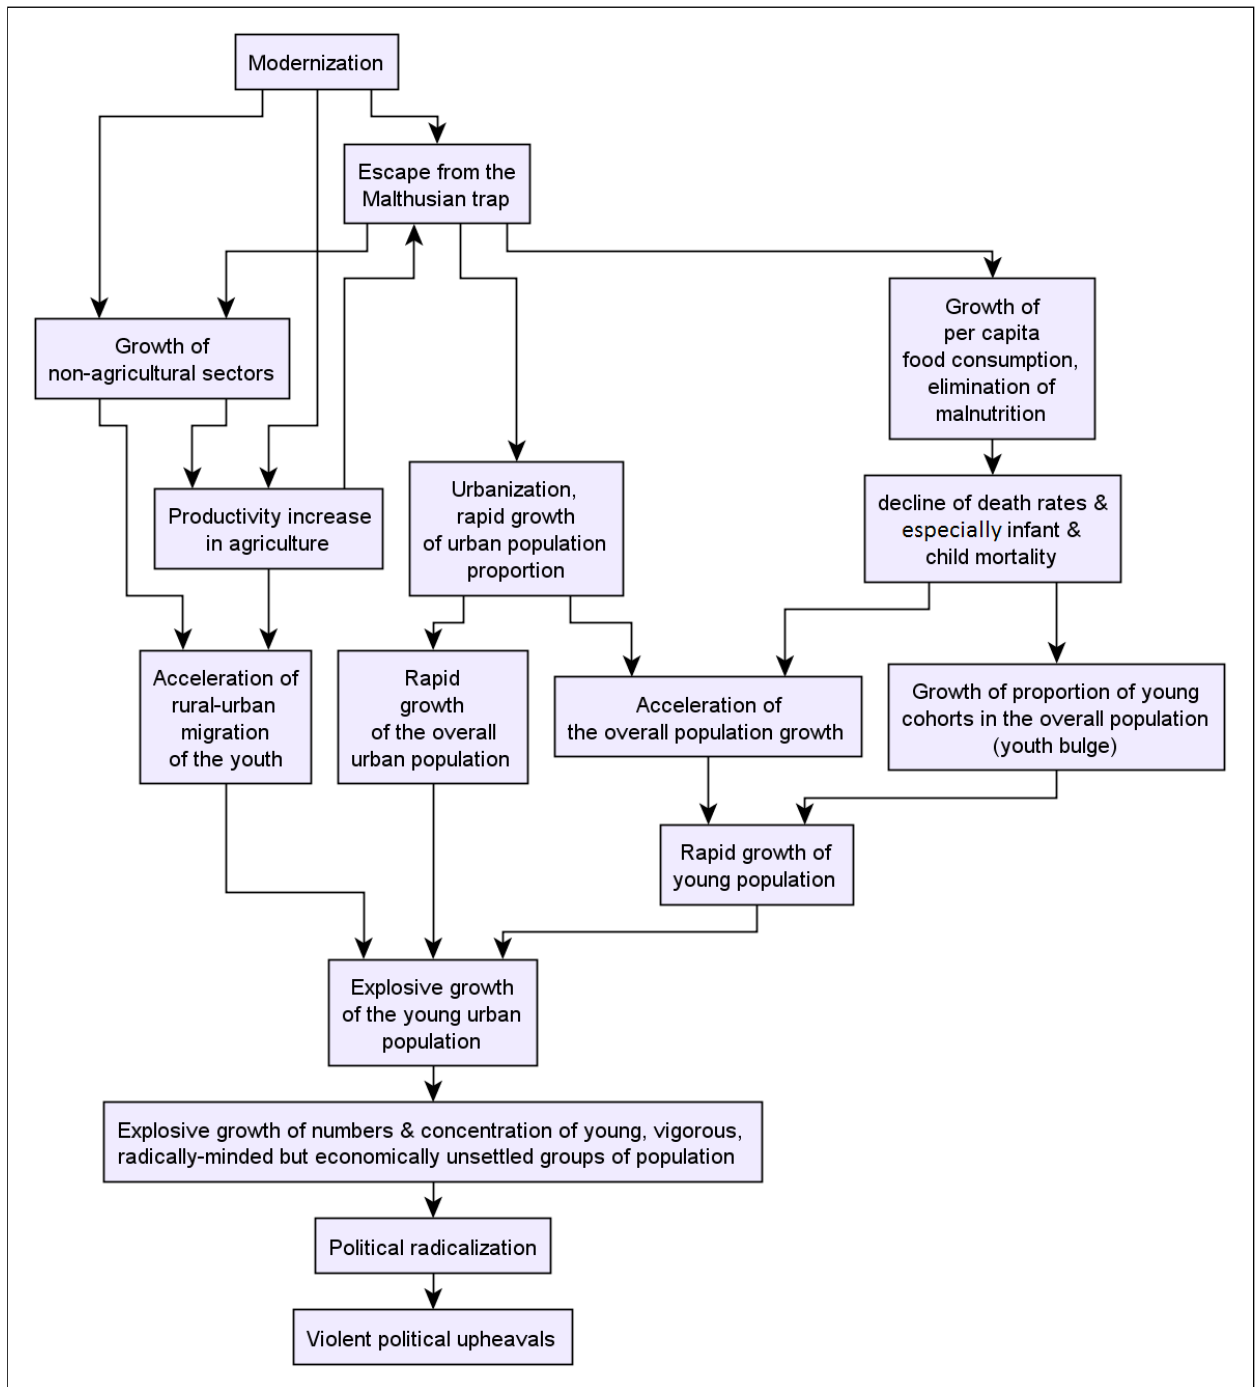 Modernization
Escape from the
Malthusian trap
Growth of
non-agricultural sectors
Growth of
per capita
food consumption,
elimination of
malnutrition
Productivity increase
in agriculture
Urbanization,
rapid growth
of urban population
proportion
decline of death rates &
especially infant &
child mortality
Acceleration of
rural-urban
migration
of the youth
Rapid
growth
of the overall
urban population
Acceleration of
the overall population growth
Growth of proportion of young
cohorts in the overall population
(youth bulge)
Rapid growth of
young population
Explosive growth
of the young urban
population
Explosive growth of numbers & concentration of young, vigorous,
radically-minded but economically unsettled groups of population
Political radicalization
Violent political upheavals